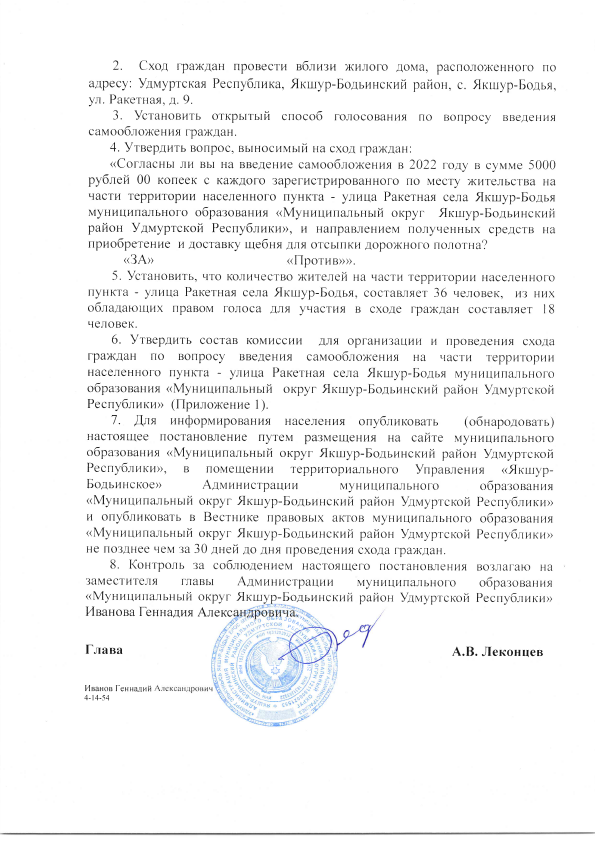 2. Сход граждан провести вблизи жилого дома, расположенного по
адресу: Удмуртская Республика, Якшур-Бодьинский район, с. Якшур-Бодья,
ул. Ракетная, д. 9.
3. Установить открытый способ голосования по вопросу введения
самообложения граждан.
4. Утвердить вопрос, выносимый на сход граждан:
«Согласны ли вы на введение самообложения в 2022 году в сумме 5000
рублей 00 копеек с каждого зарегистрированного по месту жительства на
части территории населенного пункта - улица Ракетная села Якшур-Бодья
муниципального образования «Муниципальный округ Якшур-Бодьинский
район Удмуртской Республики», и направлением полученных средств на
приобретение и доставку щебня для отсыпки дорожного полотна?
«ЗА» «Против»».
5. Установить, что количество жителей на части территории населенного
пункта - улица Ракетная села Якшур-Бодья, составляет 36 человек, из них
обладающих правом голоса для участия в сходе граждан составляет 18
человек.
6. Утвердить состав комиссии для организации и проведения схода
граждан по вопросу введения самообложения на части территории
населенного пункта - улица Ракетная села Якшур-Бодья муниципального
образования «Муниципальный округ Якшур-Бодьинский район Удмуртской
Республики» (Приложение 1).
7. Для информирования населения опубликовать (обнародовать)
настоящее постановление путем размещения на сайте муниципального
образования «Муниципальный округ Якшур-Бодьинский район Удмуртской
Республики», в помещении территориального Управления «Якшур-
Бодьинское» Администрации муниципального образования
«Муниципальный округ Якшур-Бодьинский район Удмуртской Республики»
и опубликовать в Вестнике правовых актов муниципального образования
«Муниципальный округ Якшур-Бодьинский район Удмуртской Республики»
не позднее чем за 30 дней до дня проведения схода граждан.
8. Контроль за соблюдением настоящего постановления возлагаю на
заместителя главы Администрации муниципального образования
«Муниципальный округ Якшур-Бодьинский район Удмуртской Республики»
Иванова Геннадия Александровича.
Глава А.В. Леконцев
Иванов Геннадий Александрович
4-14-54